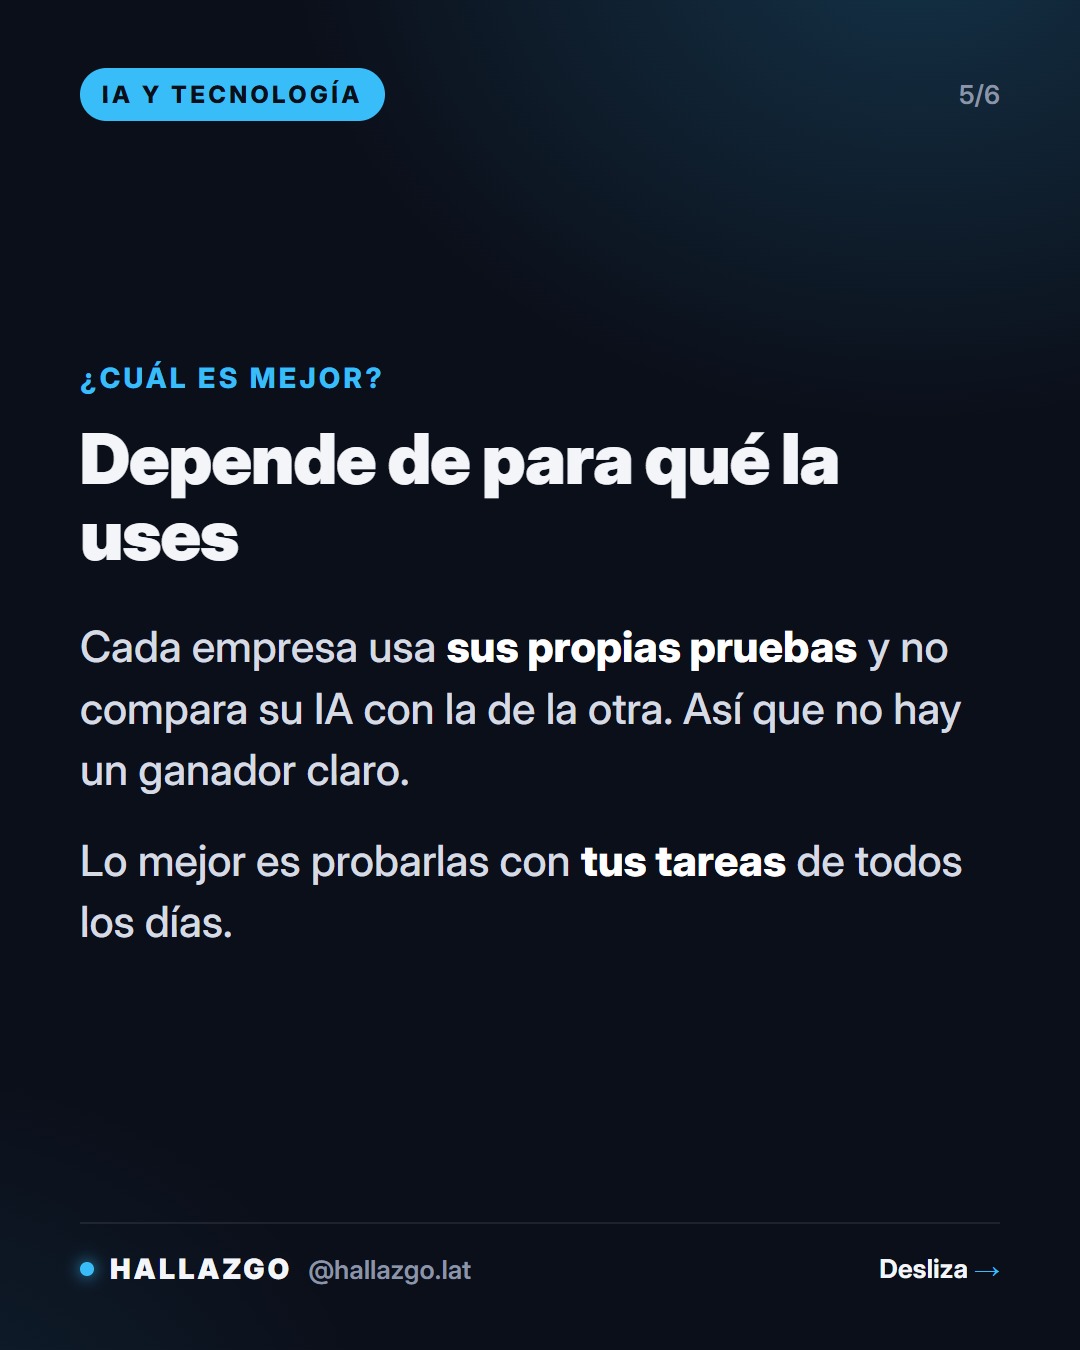 IA Y TECNOLOGÍA
5/6
¿CUÁL ES MEJOR?
Depende de para qué la
uses
Cada empresa usa sus propias pruebas y no
compara su IA con la de la otra. Así que no hay
un ganador claro.
Lo mejor es probarlas con tus tareas de todos
los días.
HALLAZGO @hallazgo.lat
Desliza →